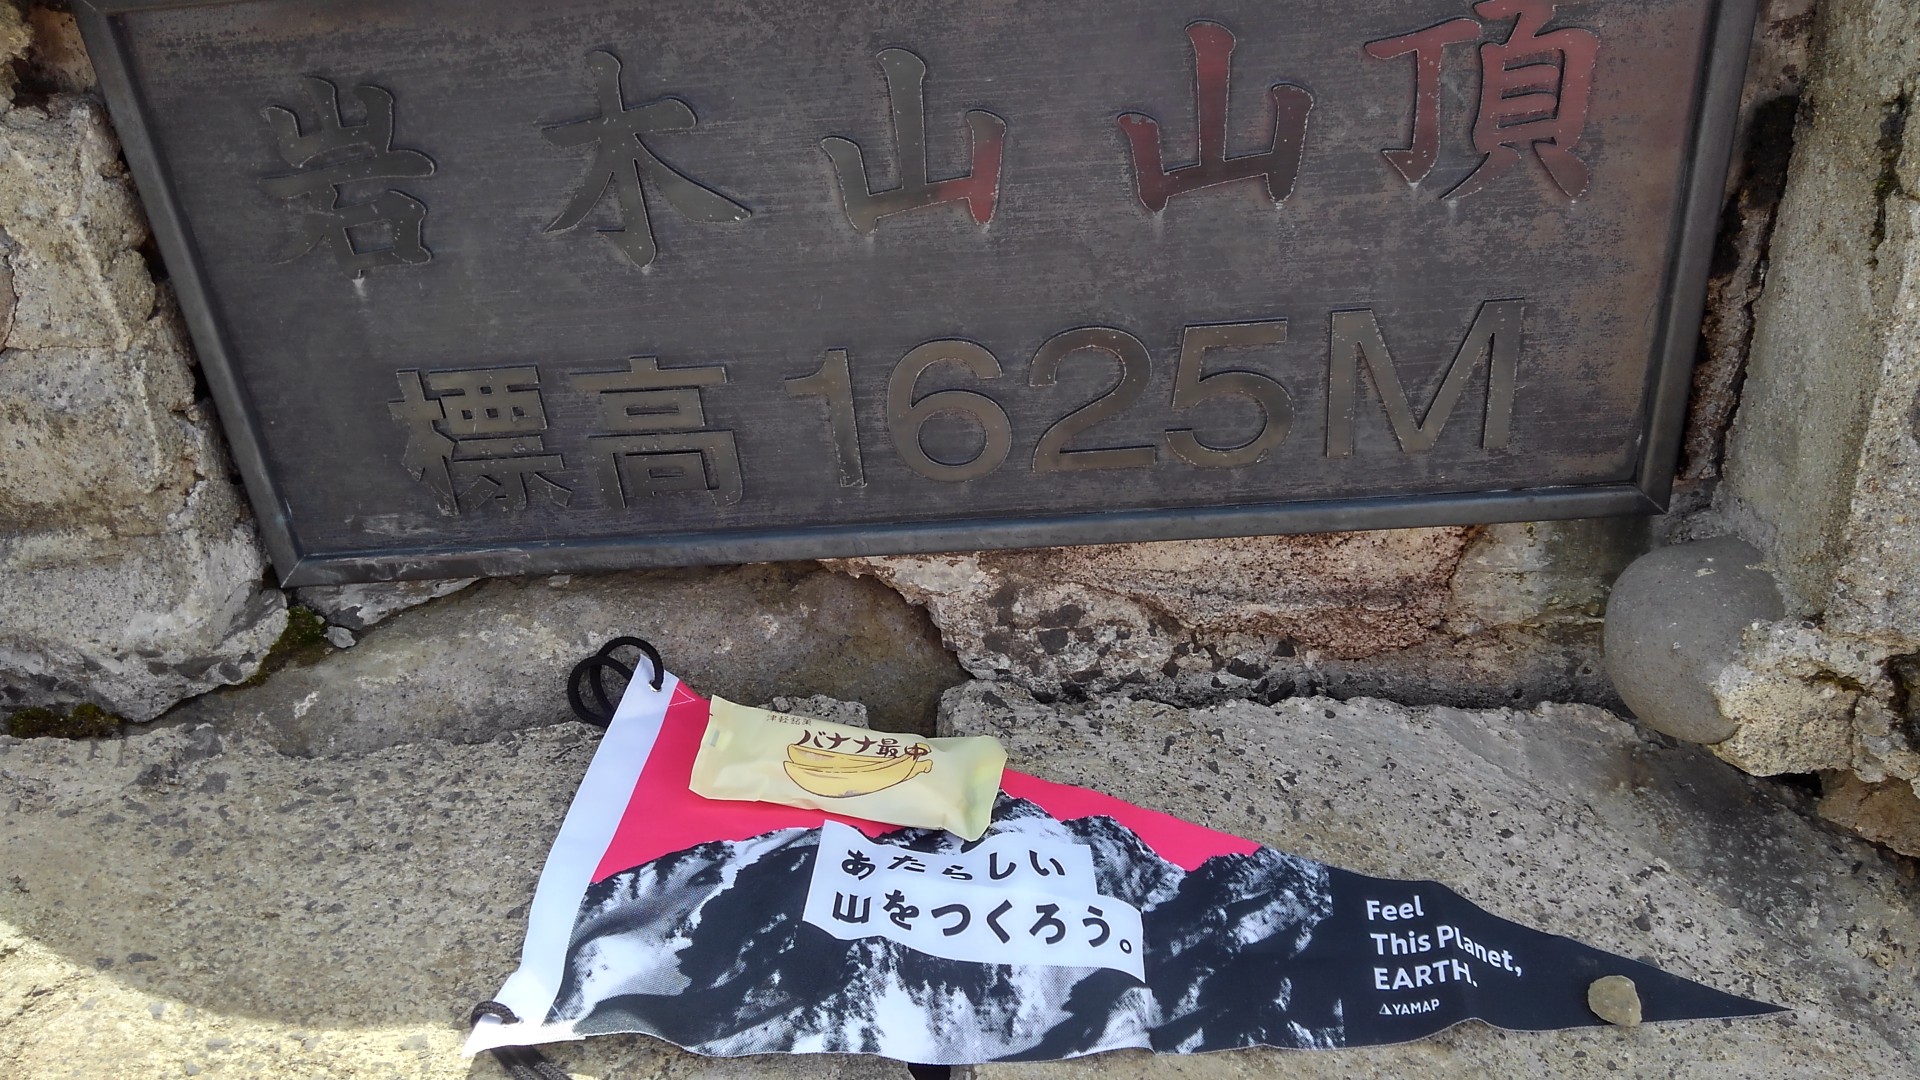 岩木山山頂
標高1625M
津軽銘菓
バナナ最中
あたらしい
山をつくろう。
Feel
This Planet,
EARTH.
YAMAP